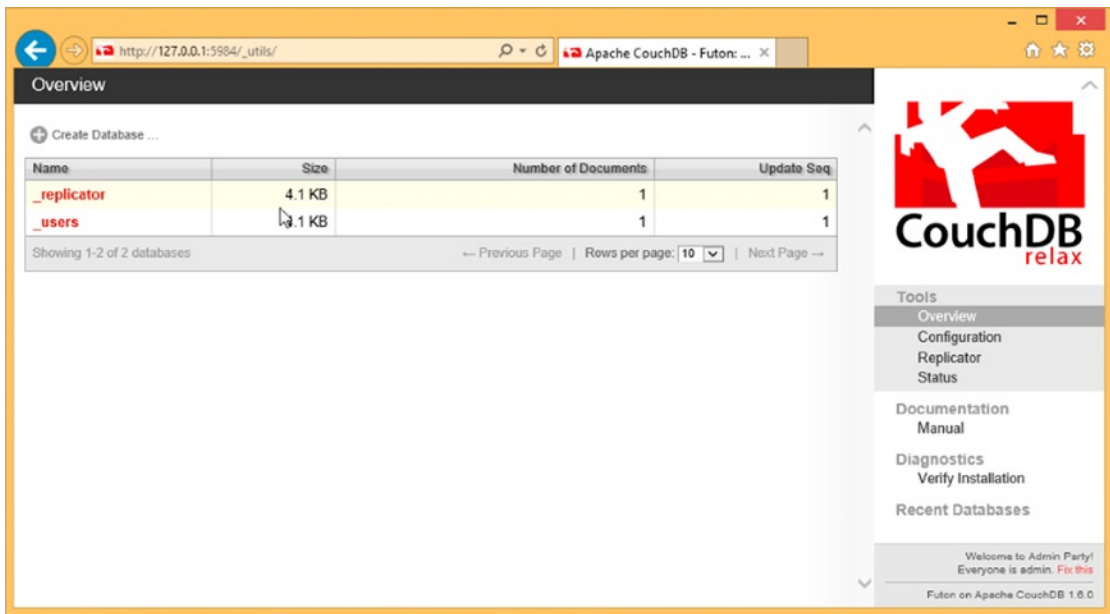 http://127.0.0.1:5984/_utils/
Apache CouchDB - Futon: ...
Overview
Create Database ...
Name Size Number of Documents Update Seq
_replicator 4.1 KB 1 1
_users .1 KB 1 1
Showing 1-2 of 2 databases ← Previous Page | Rows per page: 10 | Next Page →
CouchDB
relax
Tools
Overview
Configuration
Replicator
Status
Documentation
Manual
Diagnostics
Verify Installation
Recent Databases
Welcome to Admin Party!
Everyone is admin. Fix this
Futon on Apache CouchDB 1.6.0